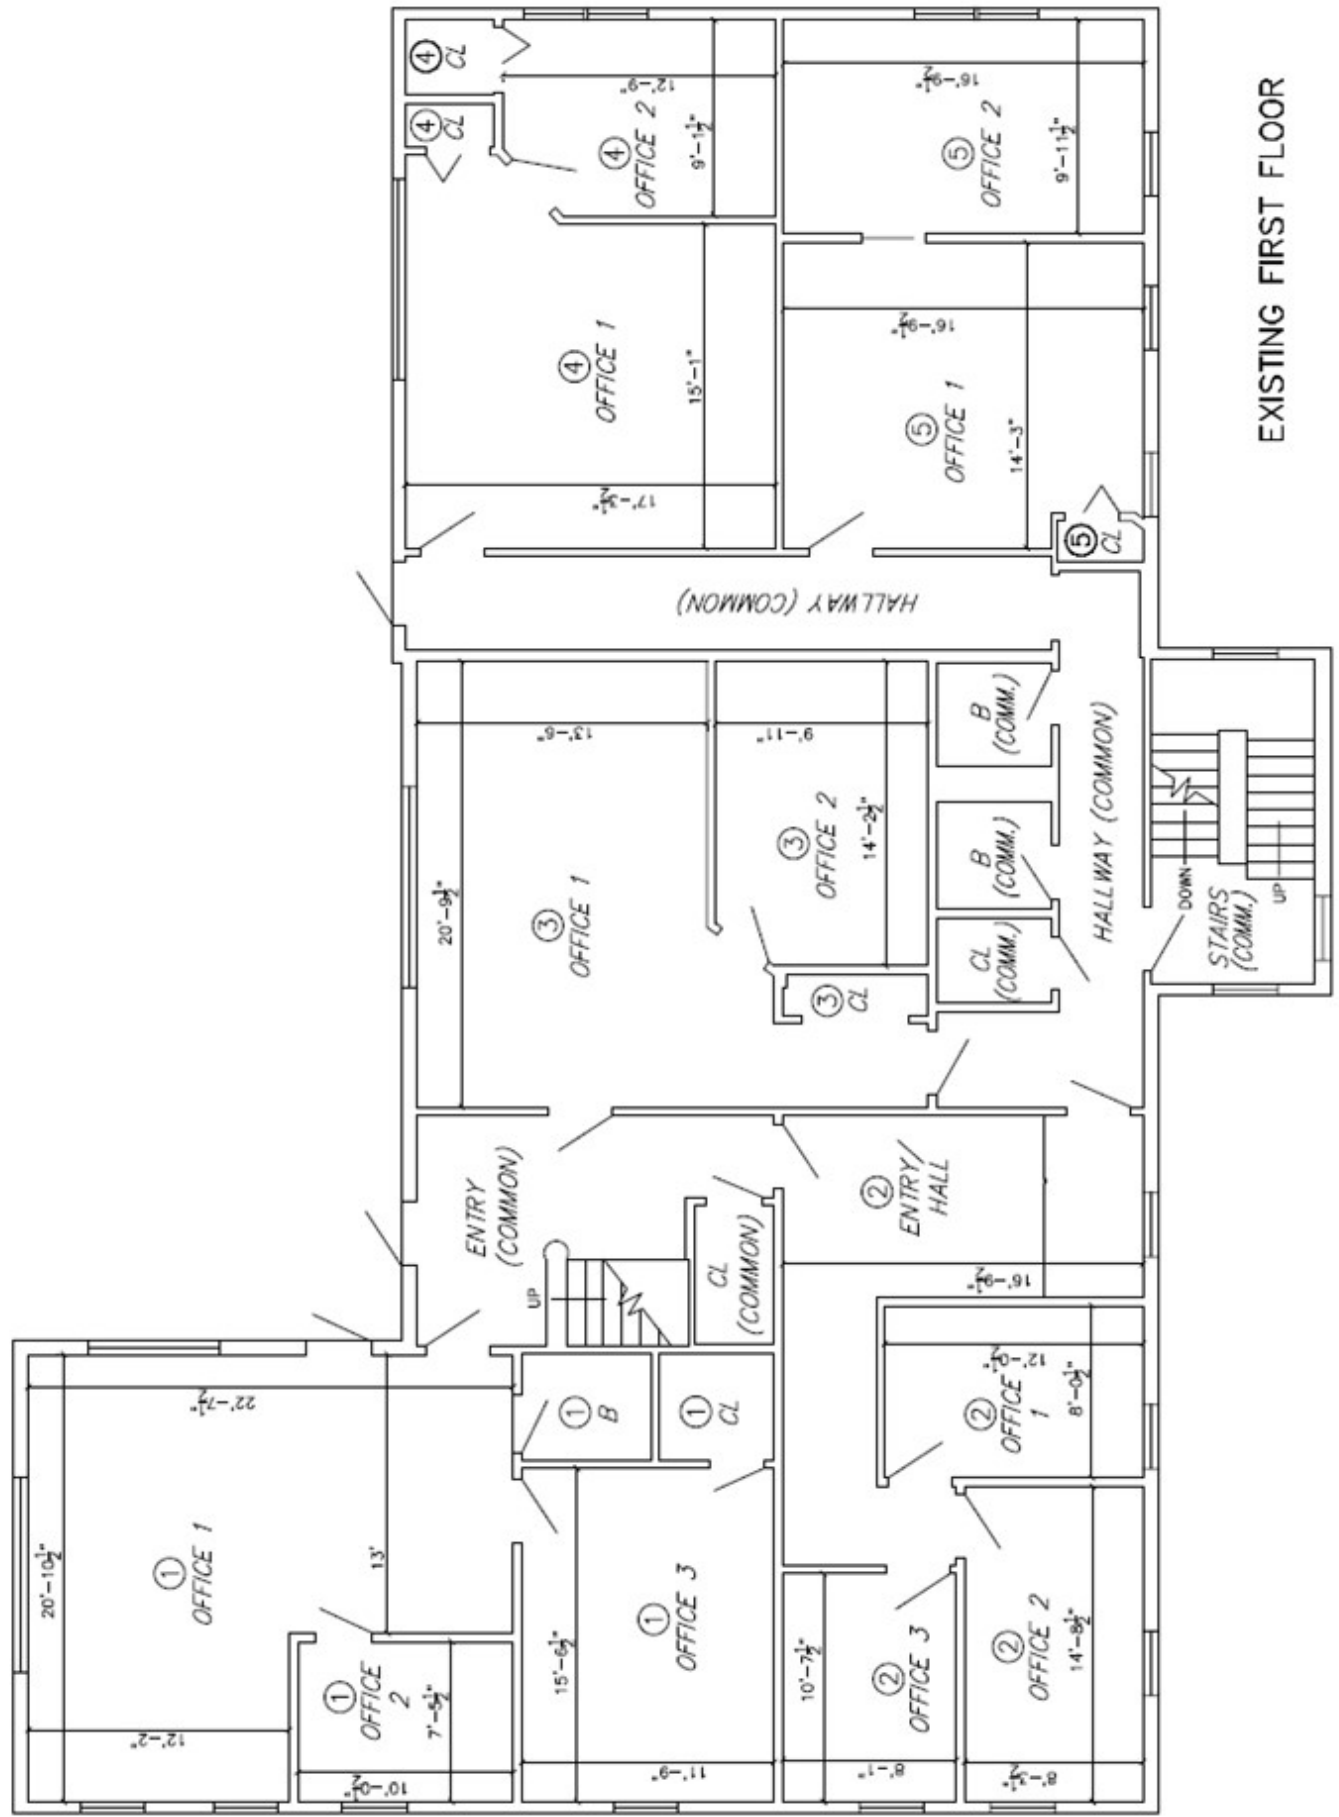 ④
CL
④
CL
12'-9"
④
OFFICE 2
9'-1½"
16'-9½"
⑤
OFFICE 2
9'-11½"
④
OFFICE 1
15'-1"
17'-3½"
16'-9½"
⑤
OFFICE 1
14'-3"
⑤
CL
HALLWAY (COMMON)
13'-6"
20'-9½"
③
OFFICE 1
9'-11"
③
OFFICE 2
14'-2½"
③
CL
B
(COMM.)
B
(COMM.)
CL
(COMM.)
HALLWAY (COMMON)
DOWN
UP
STAIRS
(COMM.)
ENTRY
(COMMON)
UP
CL
(COMMON)
②
ENTRY/
HALL
16'-9½"
22'-7½"
20'-10½"
①
OFFICE 1
13'
12'-2"
①
OFFICE
2
7'-5½"
10'-0½"
①
B
①
CL
①
OFFICE 3
15'-6½"
11'-9"
12'-0½"
②
OFFICE
1
8'-0½"
②
OFFICE 2
14'-8½"
8'-3½"
10'-7½"
②
OFFICE 3
8'-1"
EXISTING FIRST FLOOR